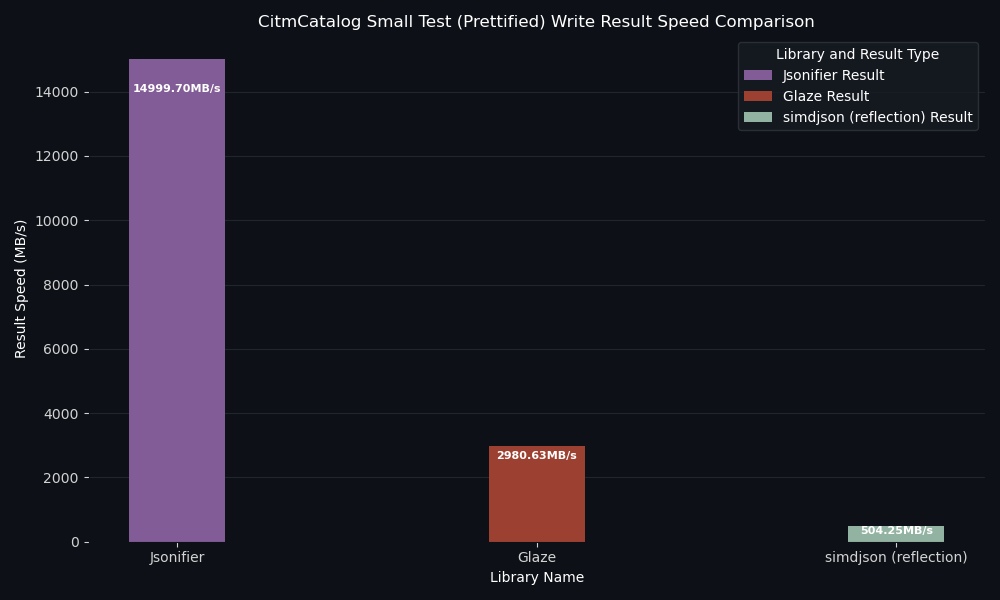 CitmCatalog Small Test (Prettified) Write Result Speed Comparison
Library and Result Type
Jsonifier Result
Glaze Result
simdjson (reflection) Result
Result Speed (MB/s)
14000
12000
10000
8000
6000
4000
2000
0
14999.70MB/s
2980.63MB/s
504.25MB/s
Jsonifier
Glaze
simdjson (reflection)
Library Name